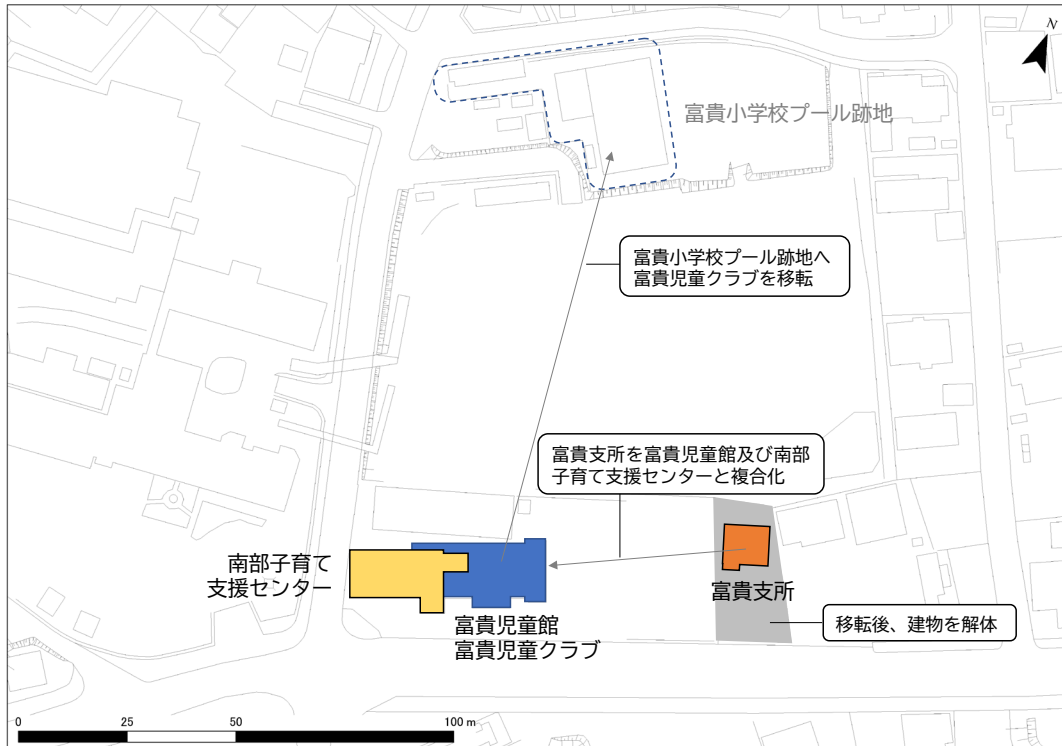 N
富貴小学校プール跡地
富貴小学校プール跡地へ
富貴児童クラブを移転
富貴支所を富貴児童館及び南部
子育て支援センターと複合化
南部子育て
支援センター
富貴支所
富貴児童館
富貴児童クラブ
移転後、建物を解体
0 25 50 100 m